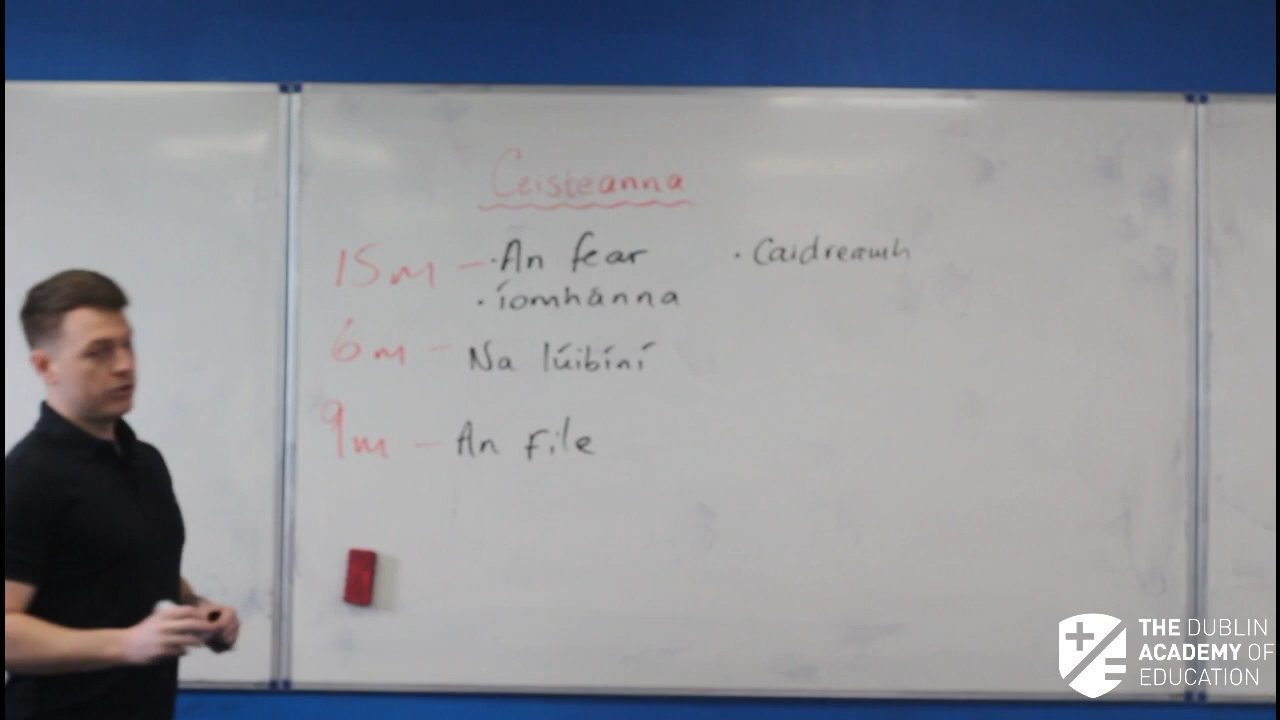 Ceisteanna
15m - ·An fear ·Caidreamh
·íomhánna
6m - Na lúibíní
9m - An File
THE DUBLIN
ACADEMY OF
EDUCATION